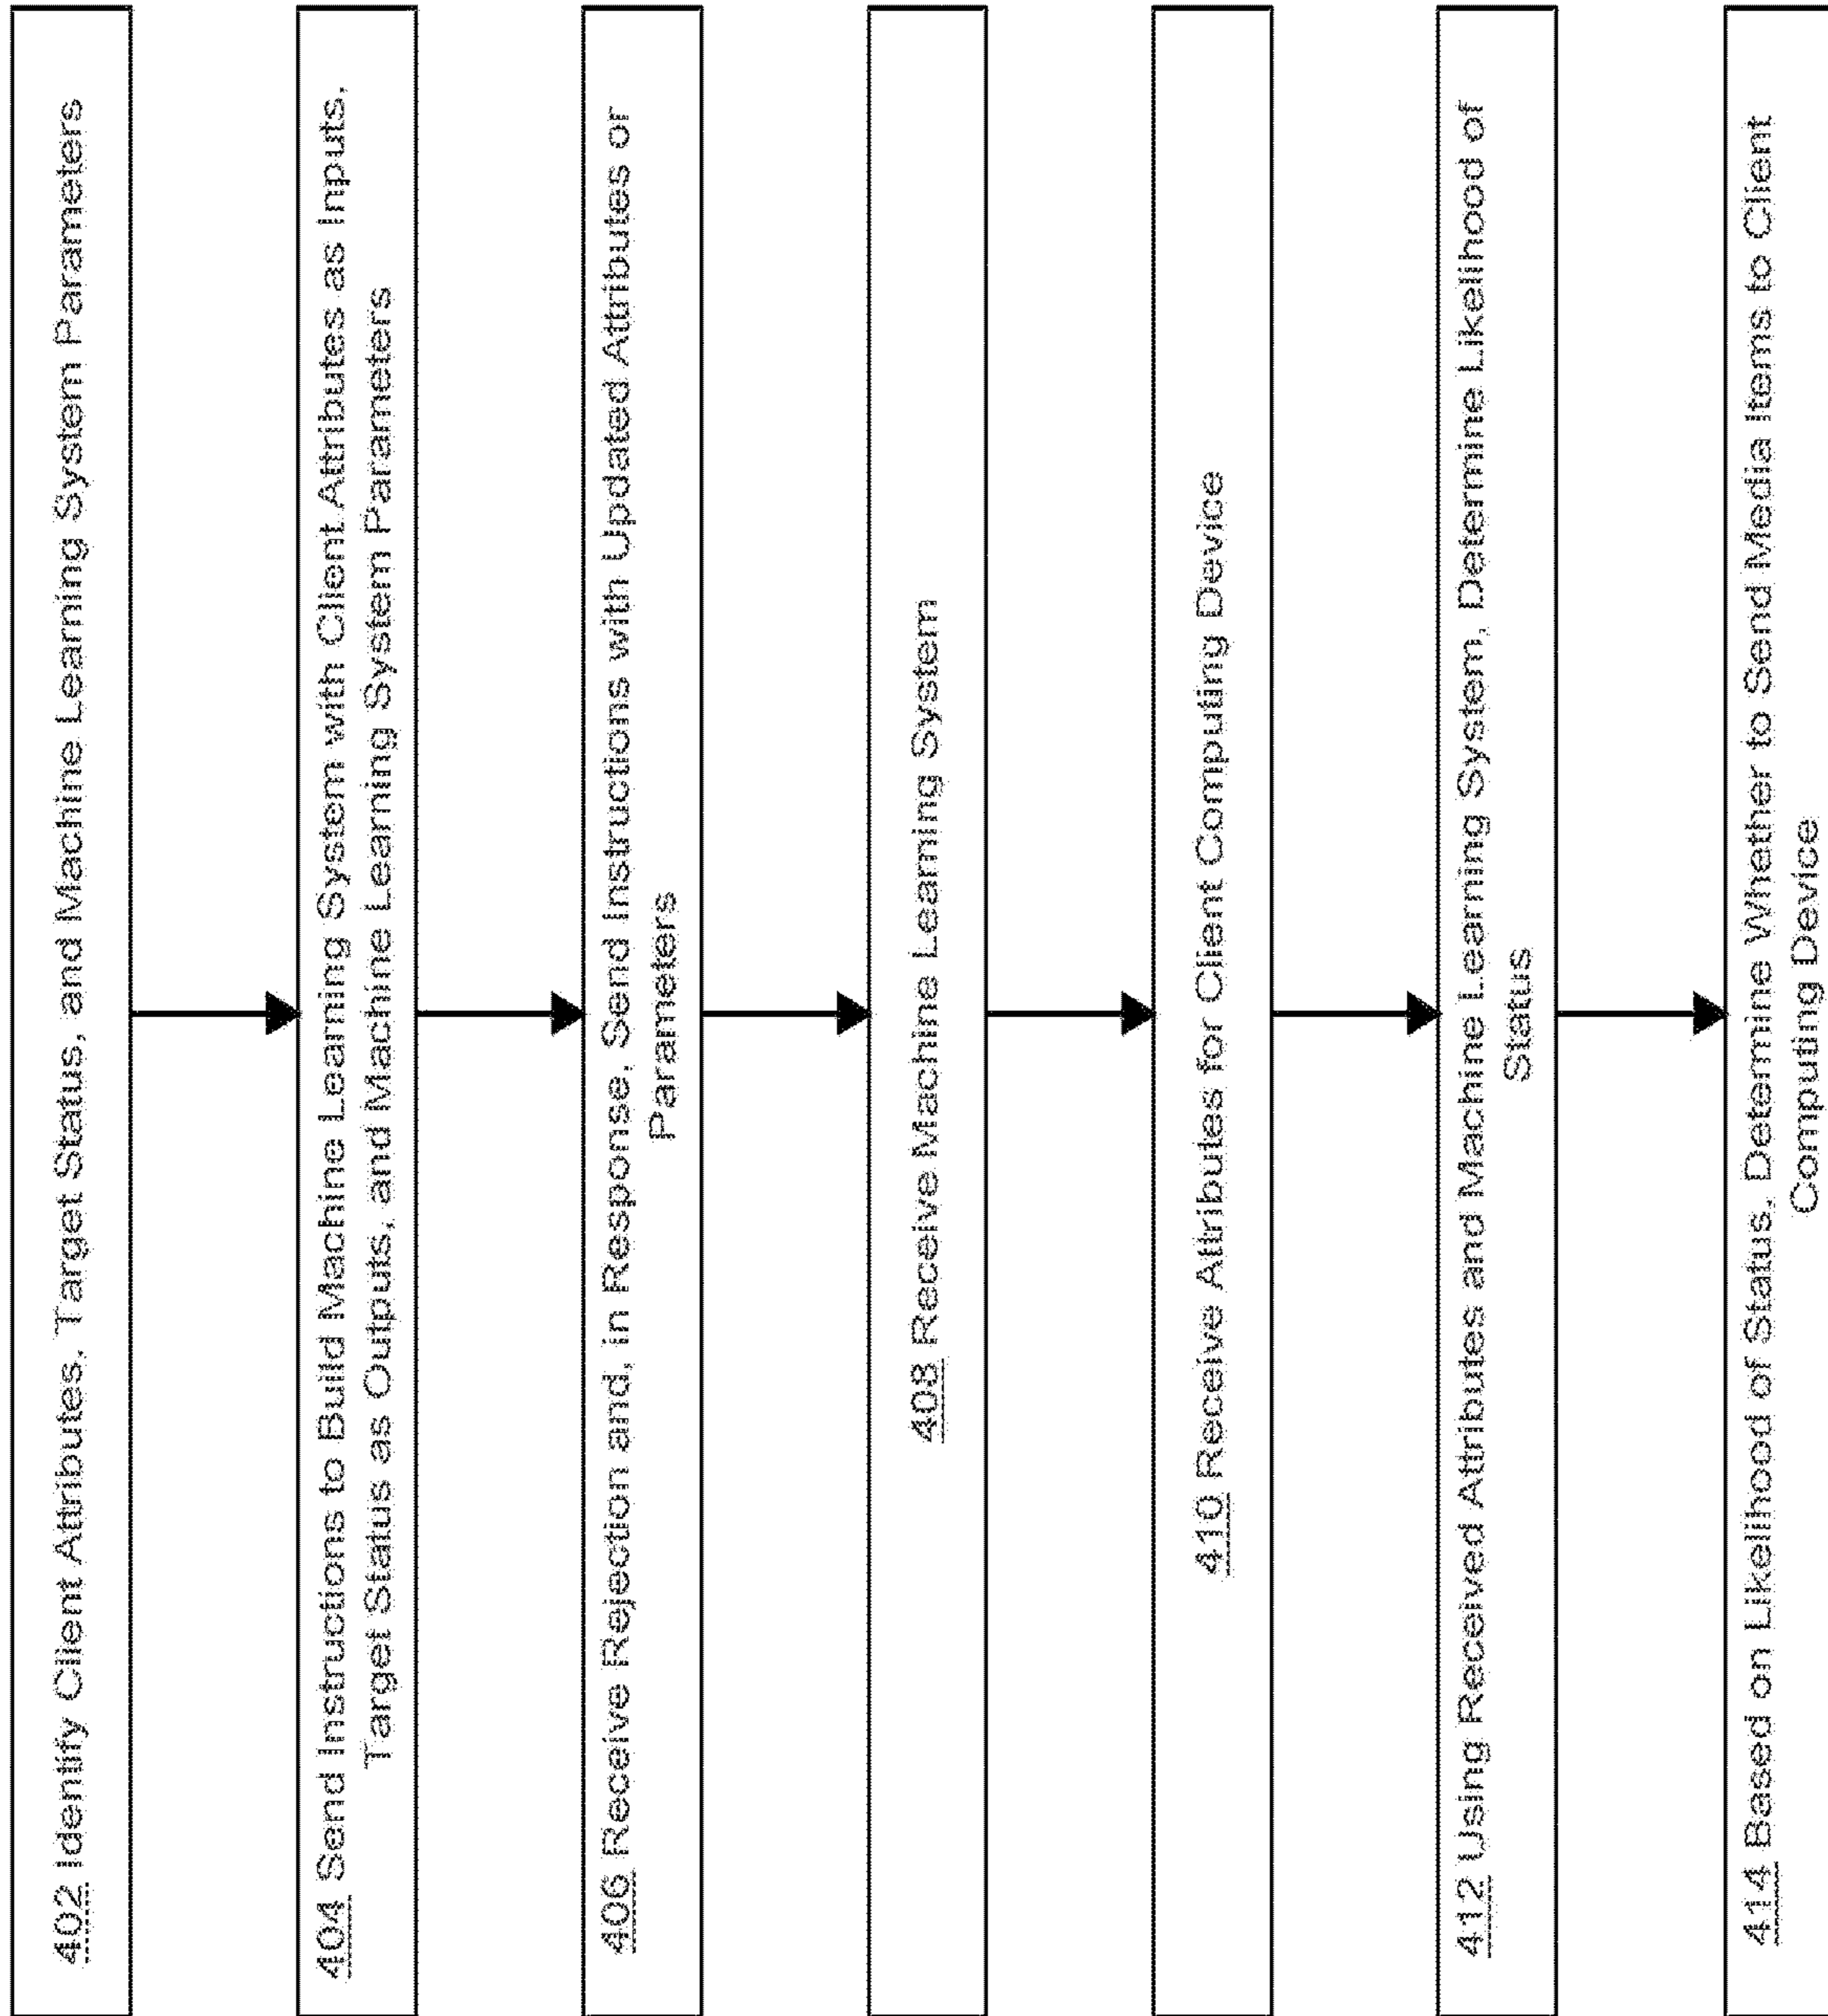 402 Identify Client Attributes, Target Status, and Machine Learning System Parameters
404 Send Instructions to Build Machine Learning System with Client Attributes as Inputs,
Target Status as Outputs, and Machine Learning System Parameters
406 Receive Rejection and, in Response, Send Instructions with Updated Attributes or
Parameters
408 Receive Machine Learning System
410 Receive Attributes for Client Computing Device
412 Using Received Attributes and Machine Learning System, Determine Likelihood of
Status
414 Based on Likelihood of Status, Determine Whether to Send Media Items to Client
Computing Device